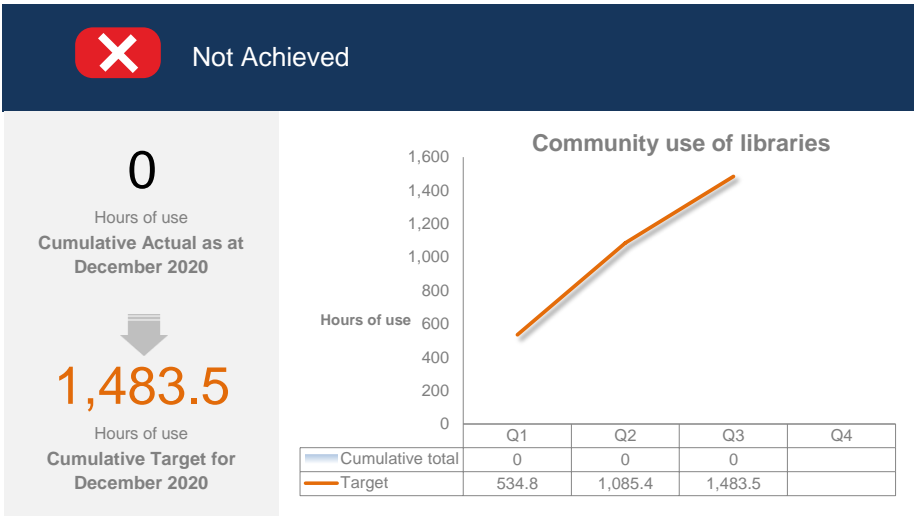 Not Achieved
0
Hours of use
Cumulative Actual as at
December 2020
1,483.5
Hours of use
Cumulative Target for
December 2020
Community use of libraries
1,600
1,400
1,200
1,000
800
Hours of use 600
400
200
0
Q1 Q2 Q3 Q4
Cumulative total 0 0 0
Target 534.8 1,085.4 1,483.5